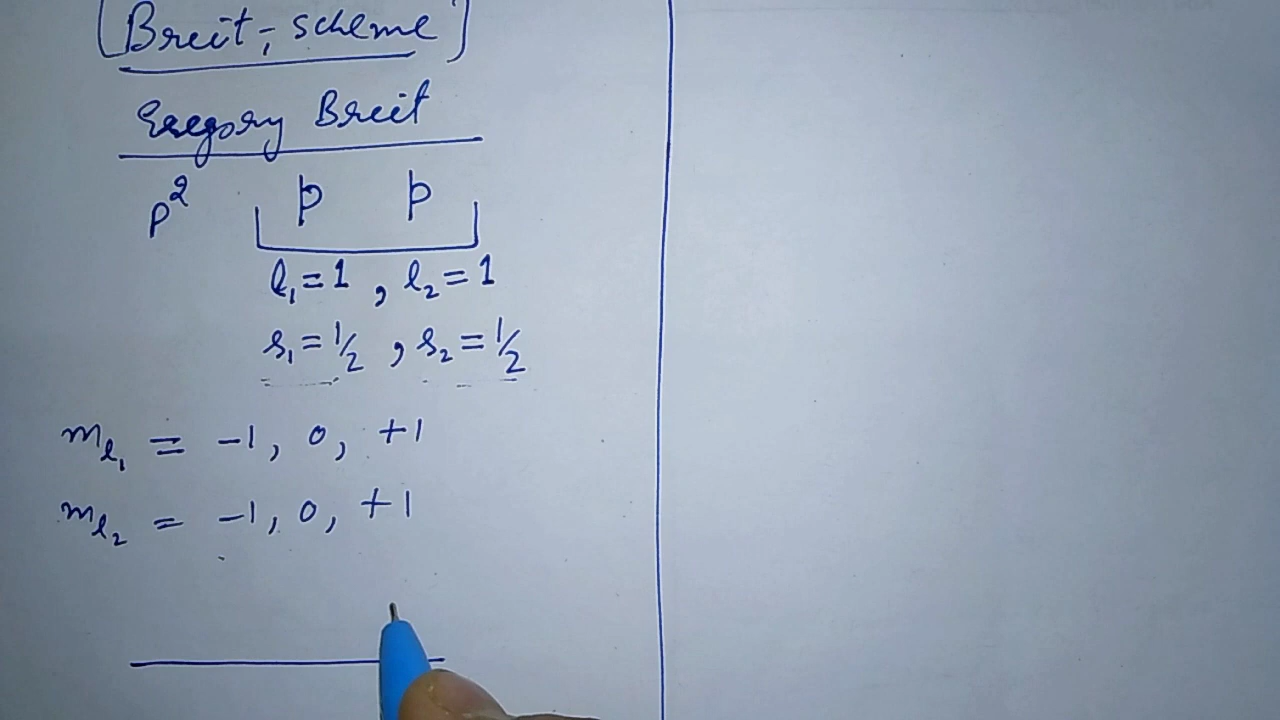 [Breit-scheme]
Gregory Breit
p² p p
l₁=1, l₂=1
s₁=1/2, s₂=1/2
mₗ₁ = -1, 0, +1
mₗ₂ = -1, 0, +1